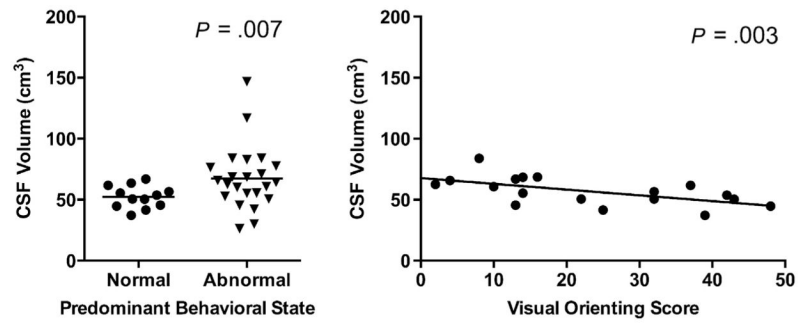 P = .007
CSF Volume (cm³)
200
150
100
50
0
Normal Abnormal
Predominant Behavioral State
P = .003
CSF Volume (cm³)
200
150
100
50
0
0 10 20 30 40 50
Visual Orienting Score